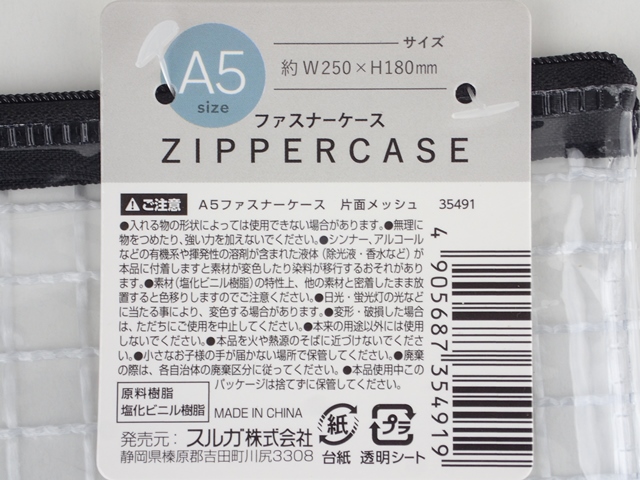 A5
size
サイズ
約 W250×H180mm
ファスナーケース
ZIPPERCASE
ご注意 A5ファスナーケース 片面メッシュ 35491
●入れる物の形状によっては使用できない場合があります。●無理に
物をつめたり、強い力を加えないでください。●シンナー、アルコール
などの有機系や揮発性の溶剤が含まれた液体（除光液・香水など）が
本品に付着しますと素材が変色したり染料が移行するおそれがあり
ます。●素材（塩化ビニル樹脂）の特性上、他の素材と密着したまま放
置すると色移りしますのでご注意ください。●日光・蛍光灯の光など
に当たる事により、変色する場合があります。●変形・破損した場合
は、ただちにご使用を中止してください。●本来の用途以外には使用
しないでください。●本品を火や熱源のそばに近づけないでくださ
い。●小さなお子様の手が届かない場所で保管してください。●廃棄
の際は、各自治体の廃棄区分に従ってください。●本品使用中この
パッケージは捨てずに保管してください。
原料樹脂
塩化ビニル樹脂
MADE IN CHINA
発売元：スルガ株式会社
静岡県榛原郡吉田町川尻3308
紙
台紙
プラ
透明シート
4 905687 354919